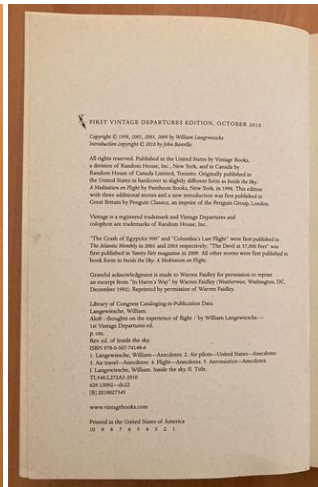 FIRST VINTAGE DEPARTURES EDITION, OCTOBER 2010
Copyright © 1998, 2001, 2003, 2009 by William Langewiesche
Introduction copyright © 2010 by John Banville
All rights reserved. Published in the United States by Vintage Books,
a division of Random House, Inc., New York, and in Canada by
Random House of Canada Limited, Toronto. Originally published in
the United States in hardcover in slightly different form as Inside the Sky:
A Meditation on Flight by Pantheon Books, New York, in 1998. This edition
with three additional stories and a new introduction was first published in
Great Britain by Penguin Classics, an imprint of the Penguin Group, London.
Vintage is a registered trademark and Vintage Departures and
colophon are trademarks of Random House, Inc.
"The Crash of EgyptAir 990" and "Columbia's Last Flight" were first published in
The Atlantic Monthly in 2001 and 2003 respectively; "The Devil at 37,000 Feet" was
first published in Vanity Fair magazine in 2009. All other stories were first published in
book form in Inside the Sky: A Meditation on Flight.
Grateful acknowledgment is made to Warren Faidley for permission to reprint
an excerpt from "In Harm's Way" by Warren Faidley (Weatherwise, Washington, DC,
December 1992). Reprinted by permission of Warren Faidley.
Library of Congress Cataloging-in-Publication Data
Langewiesche, William.
Aloft : thoughts on the experience of flight / by William Langewiesche.—
1st Vintage Departures ed.
p. cm.
Rev. ed. of Inside the sky.
ISBN 978-0-307-74148-6
1. Langewiesche, William—Anecdotes. 2. Air pilots—United States—Anecdotes.
3. Air travel—Anecdotes. 4. Flight—Anecdotes. 5. Aeronautics—Anecdotes.
I. Langewiesche, William. Inside the sky. II. Title.
TL540.L272A3 2010
629.13092—dc22
[B] 2010027545
www.vintagebooks.com
Printed in the United States of America
10 9 8 7 6 5 4 3 2 1